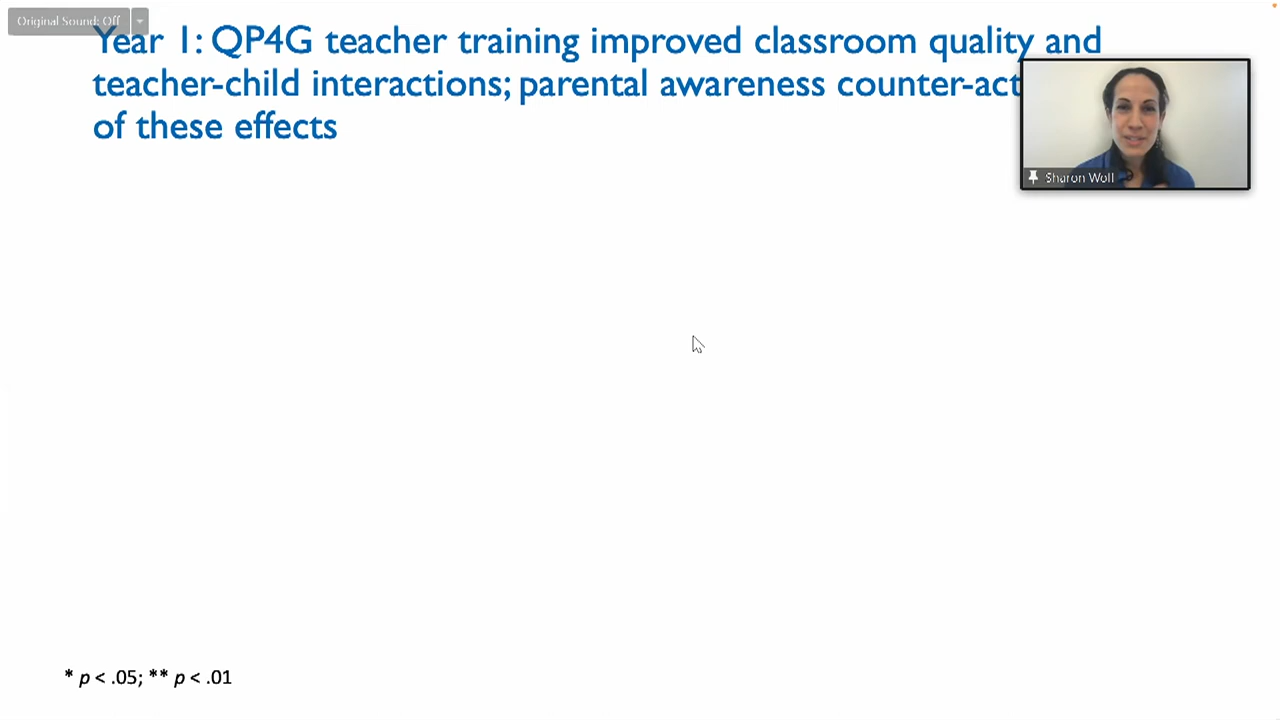 Original Sound: Off
Year 1: QP4G teacher training improved classroom quality and
teacher-child interactions; parental awareness counter-act
of these effects
Sharon Wolf
* p < .05; ** p < .01